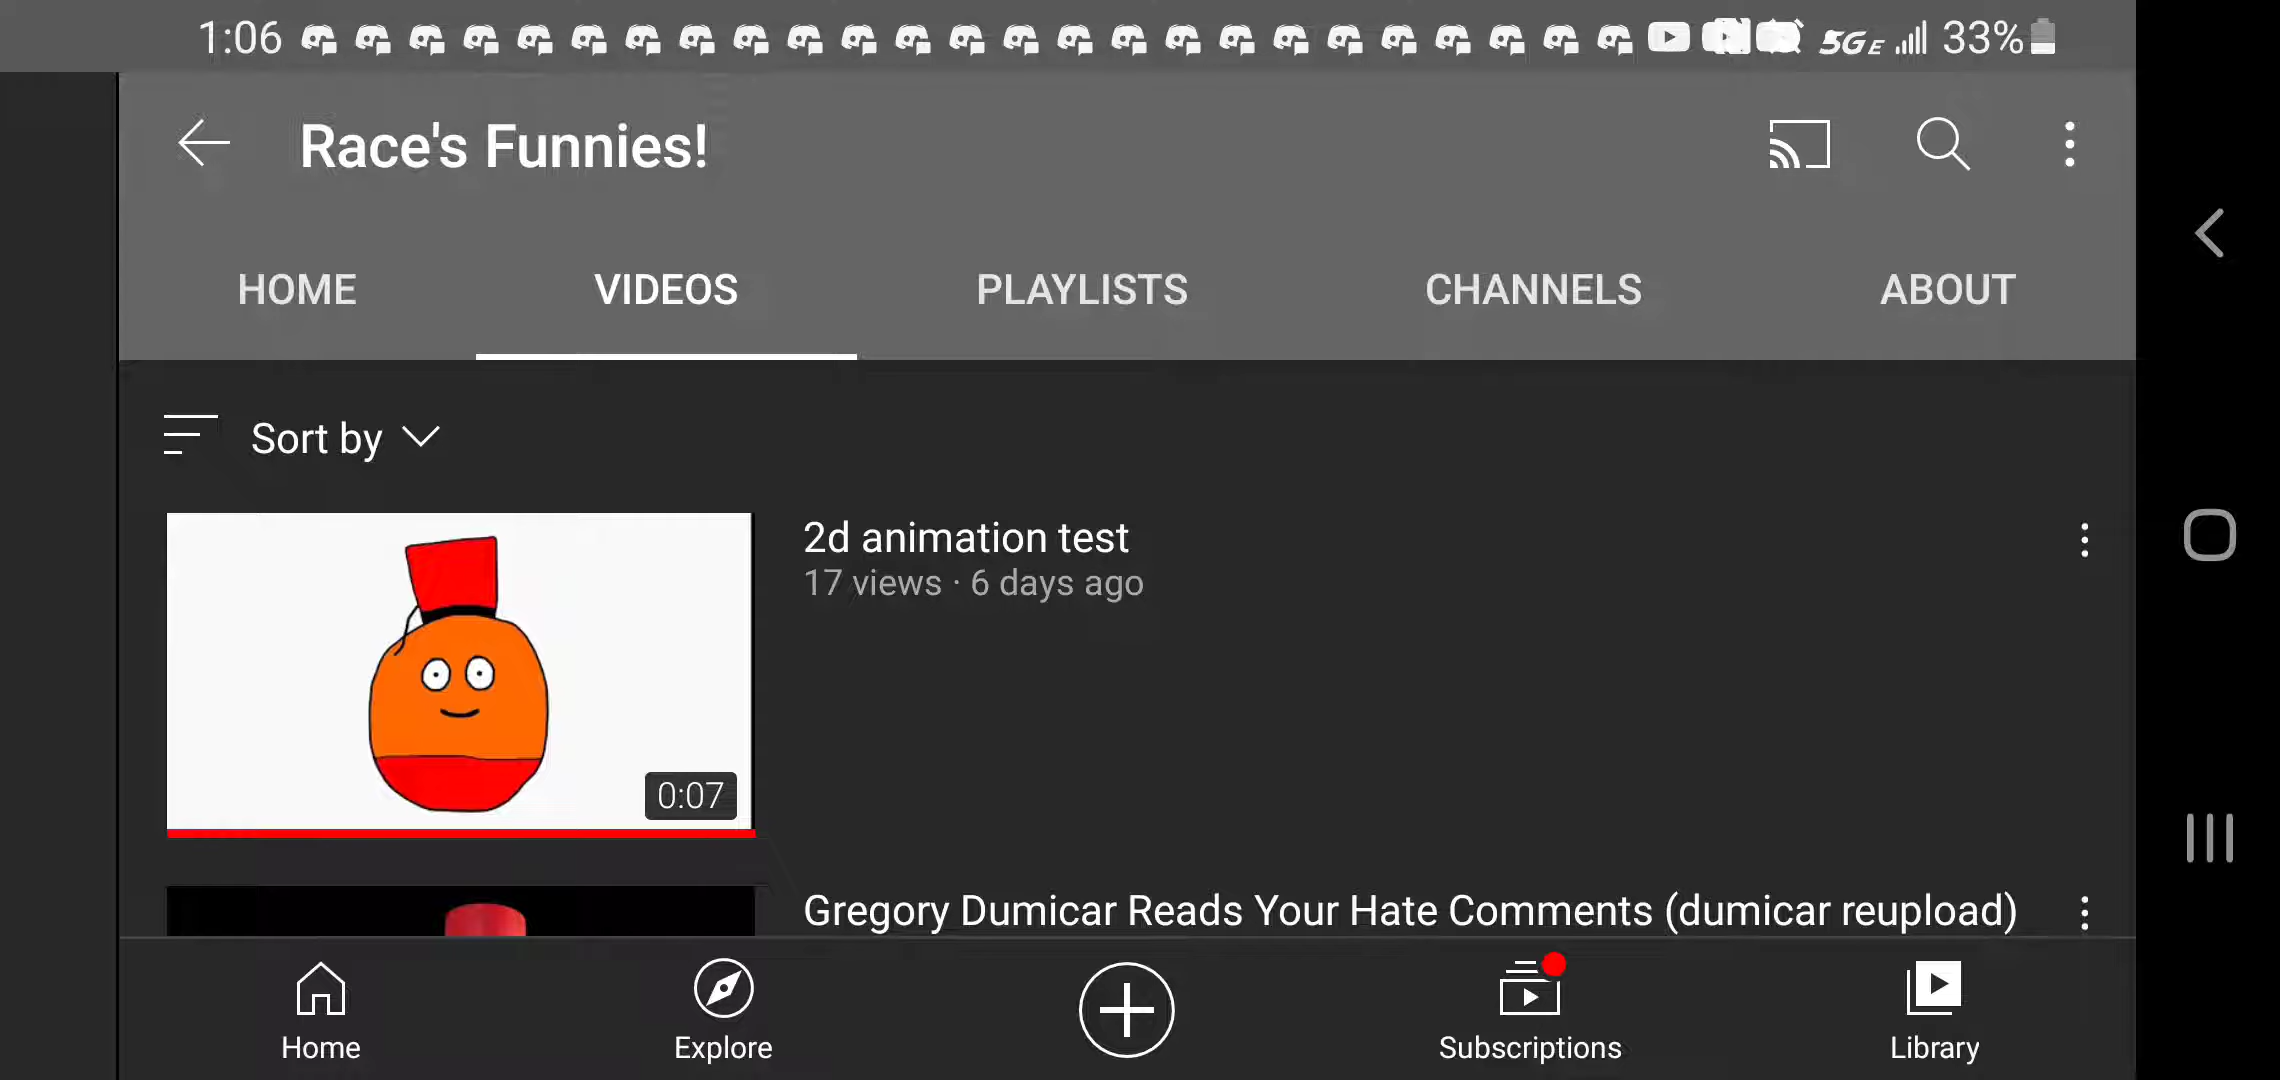 1:06 5GE 33%
Race's Funnies!
HOME VIDEOS PLAYLISTS CHANNELS ABOUT
Sort by
2d animation test
17 views · 6 days ago
0:07
Gregory Dumicar Reads Your Hate Comments (dumicar reupload)
Home Explore Subscriptions Library